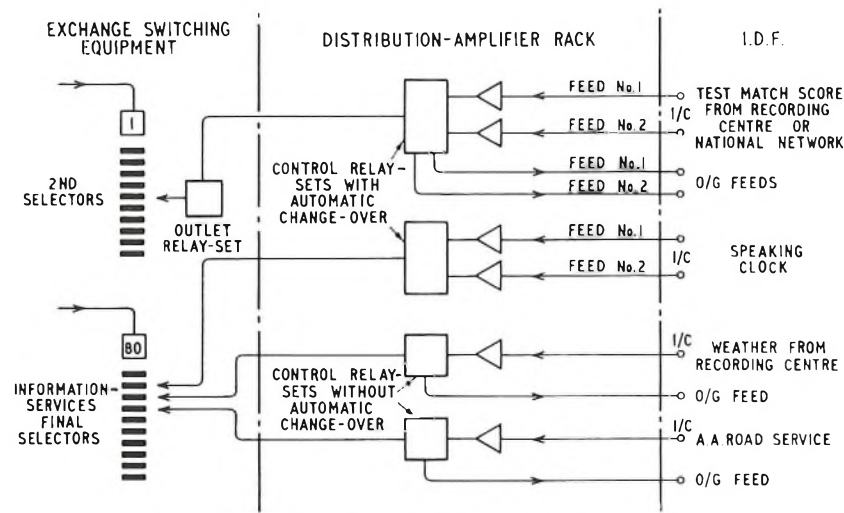 EXCHANGE SWITCHING
EQUIPMENT
DISTRIBUTION-AMPLIFIER RACK
I.D.F.
1
2ND
SELECTORS
OUTLET
RELAY-SET
CONTROL RELAY-
SETS WITH
AUTOMATIC
CHANGE-OVER
FEED No.1
FEED No.2
FEED No.1
FEED No.2
I/C
TEST MATCH SCORE
FROM RECORDING
CENTRE OR
NATIONAL NETWORK
O/G FEEDS
FEED No.1
FEED No.2
I/C
SPEAKING
CLOCK
80
INFORMATION-
SERVICES
FINAL
SELECTORS
CONTROL RELAY-
SETS WITHOUT
AUTOMATIC
CHANGE-OVER
I/C
WEATHER FROM
RECORDING CENTRE
O/G FEED
I/C
A.A. ROAD SERVICE
O/G FEED